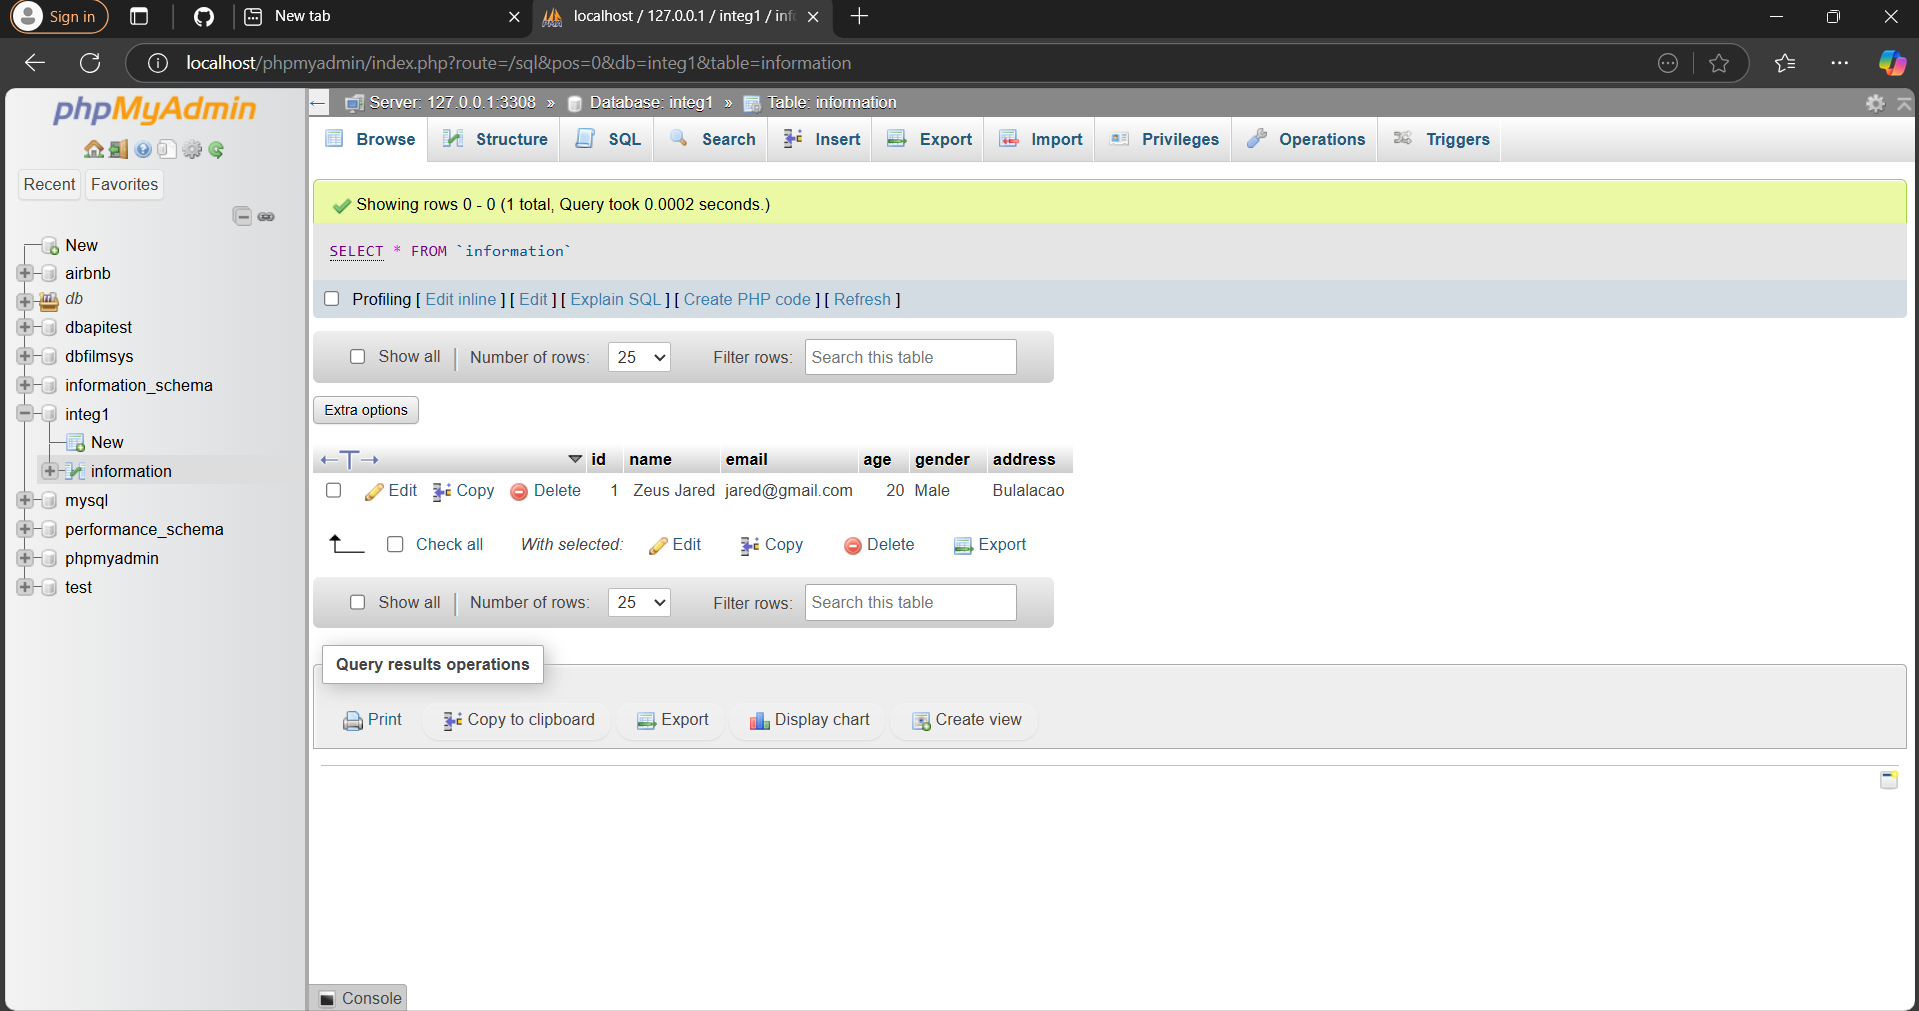 Sign in
New tab
localhost / 127.0.0.1 / integ1 / inf
localhost/phpmyadmin/index.php?route=/sql&pos=0&db=integ1&table=information
phpMyAdmin
Recent Favorites
New
airbnb
db
dbapitest
dbfilmsys
information_schema
integ1
New
information
mysql
performance_schema
phpmyadmin
test
Server: 127.0.0.1:3308 » Database: integ1 » Table: information
Browse Structure SQL Search Insert Export Import Privileges Operations Triggers
Showing rows 0 - 0 (1 total, Query took 0.0002 seconds.)
SELECT * FROM `information`
Profiling [ Edit inline ] [ Edit ] [ Explain SQL ] [ Create PHP code ] [ Refresh ]
Show all | Number of rows: 25 Filter rows: Search this table
Extra options
←T→ id name email age gender address
Edit Copy Delete 1 Zeus Jared jared@gmail.com 20 Male Bulalacao
Check all With selected: Edit Copy Delete Export
Show all | Number of rows: 25 Filter rows: Search this table
Query results operations
Print Copy to clipboard Export Display chart Create view
Console